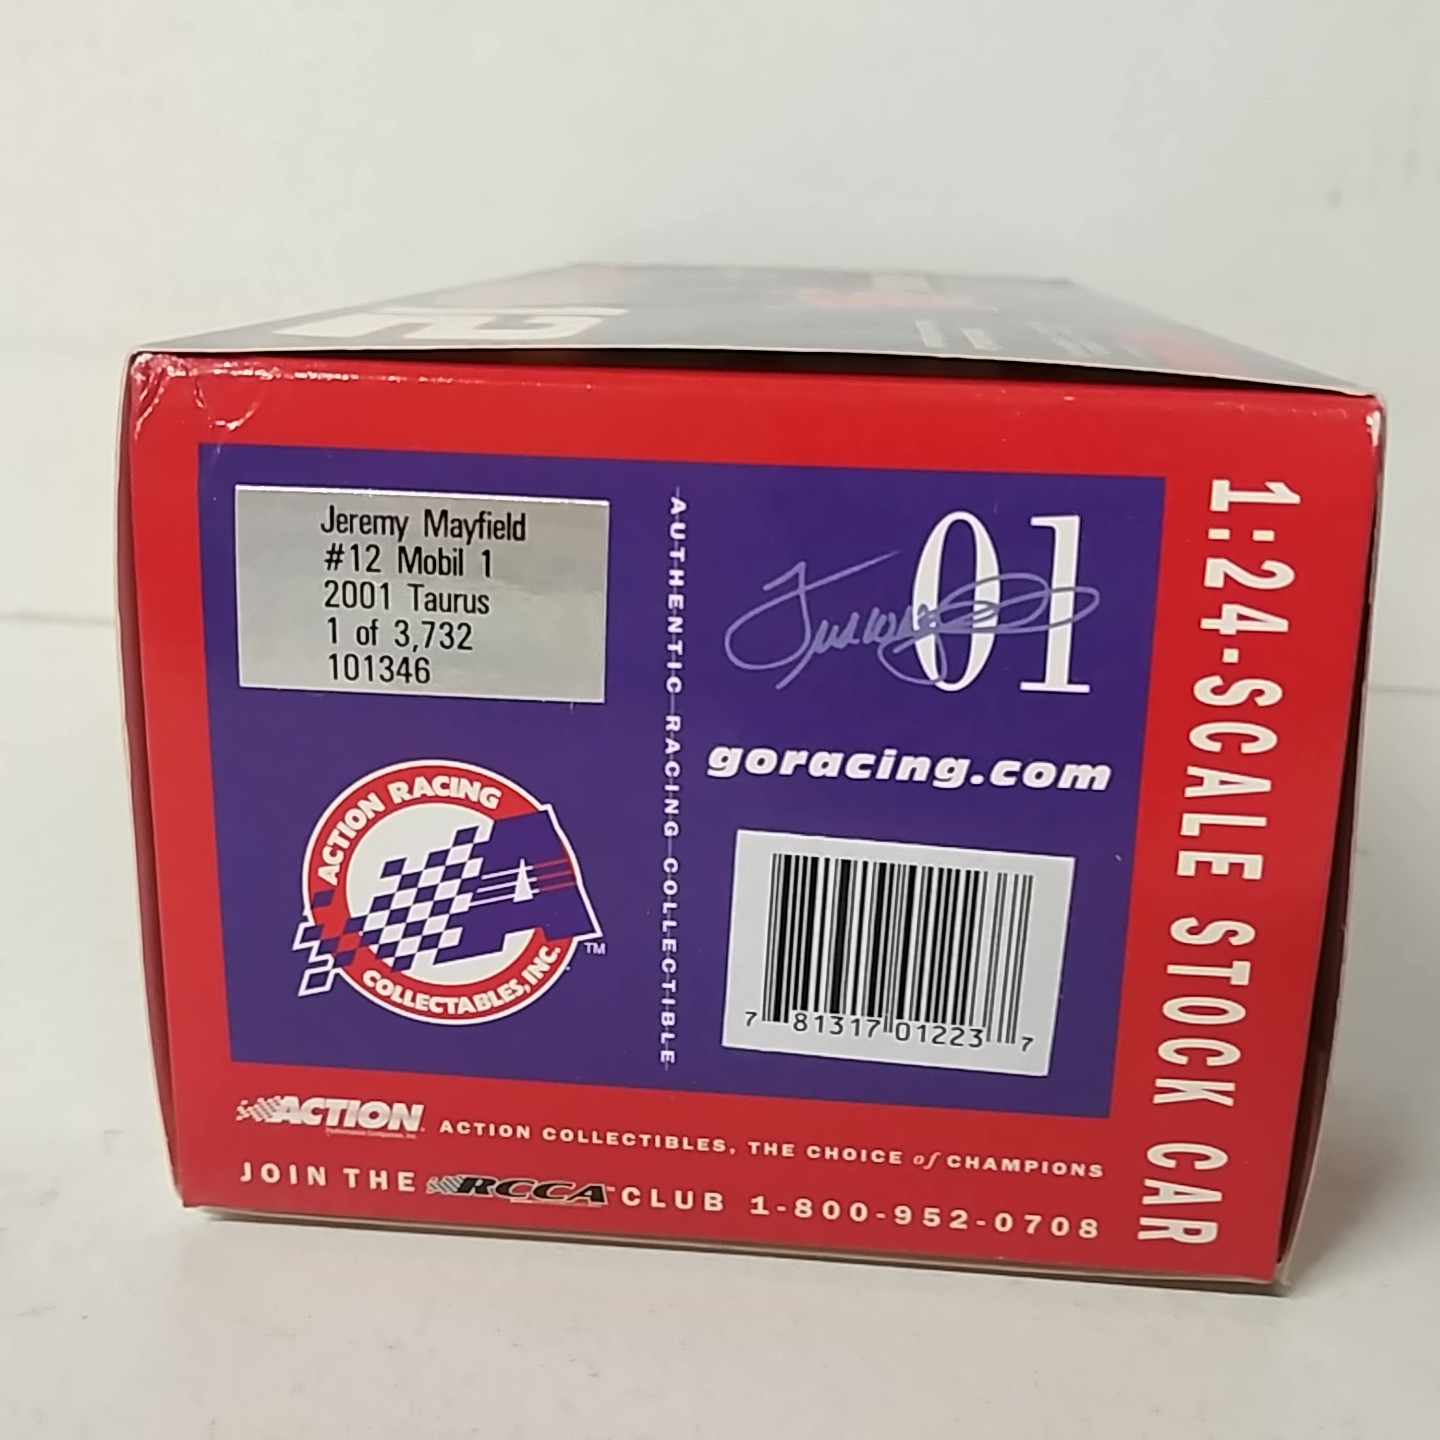 Jeremy Mayfield
#12 Mobil 1
2001 Taurus
1 of 3,732
101346
AUTHENTIC RACING COLLECTIBLE
01
goracing.com
7 81317 01223 7
ACTION RACING
COLLECTABLES, INC.
TM
1:24-SCALE STOCK CAR
ACTION
ACTION COLLECTIBLES, THE CHOICE of CHAMPIONS
JOIN THE RCCA CLUB 1-800-952-0708
12